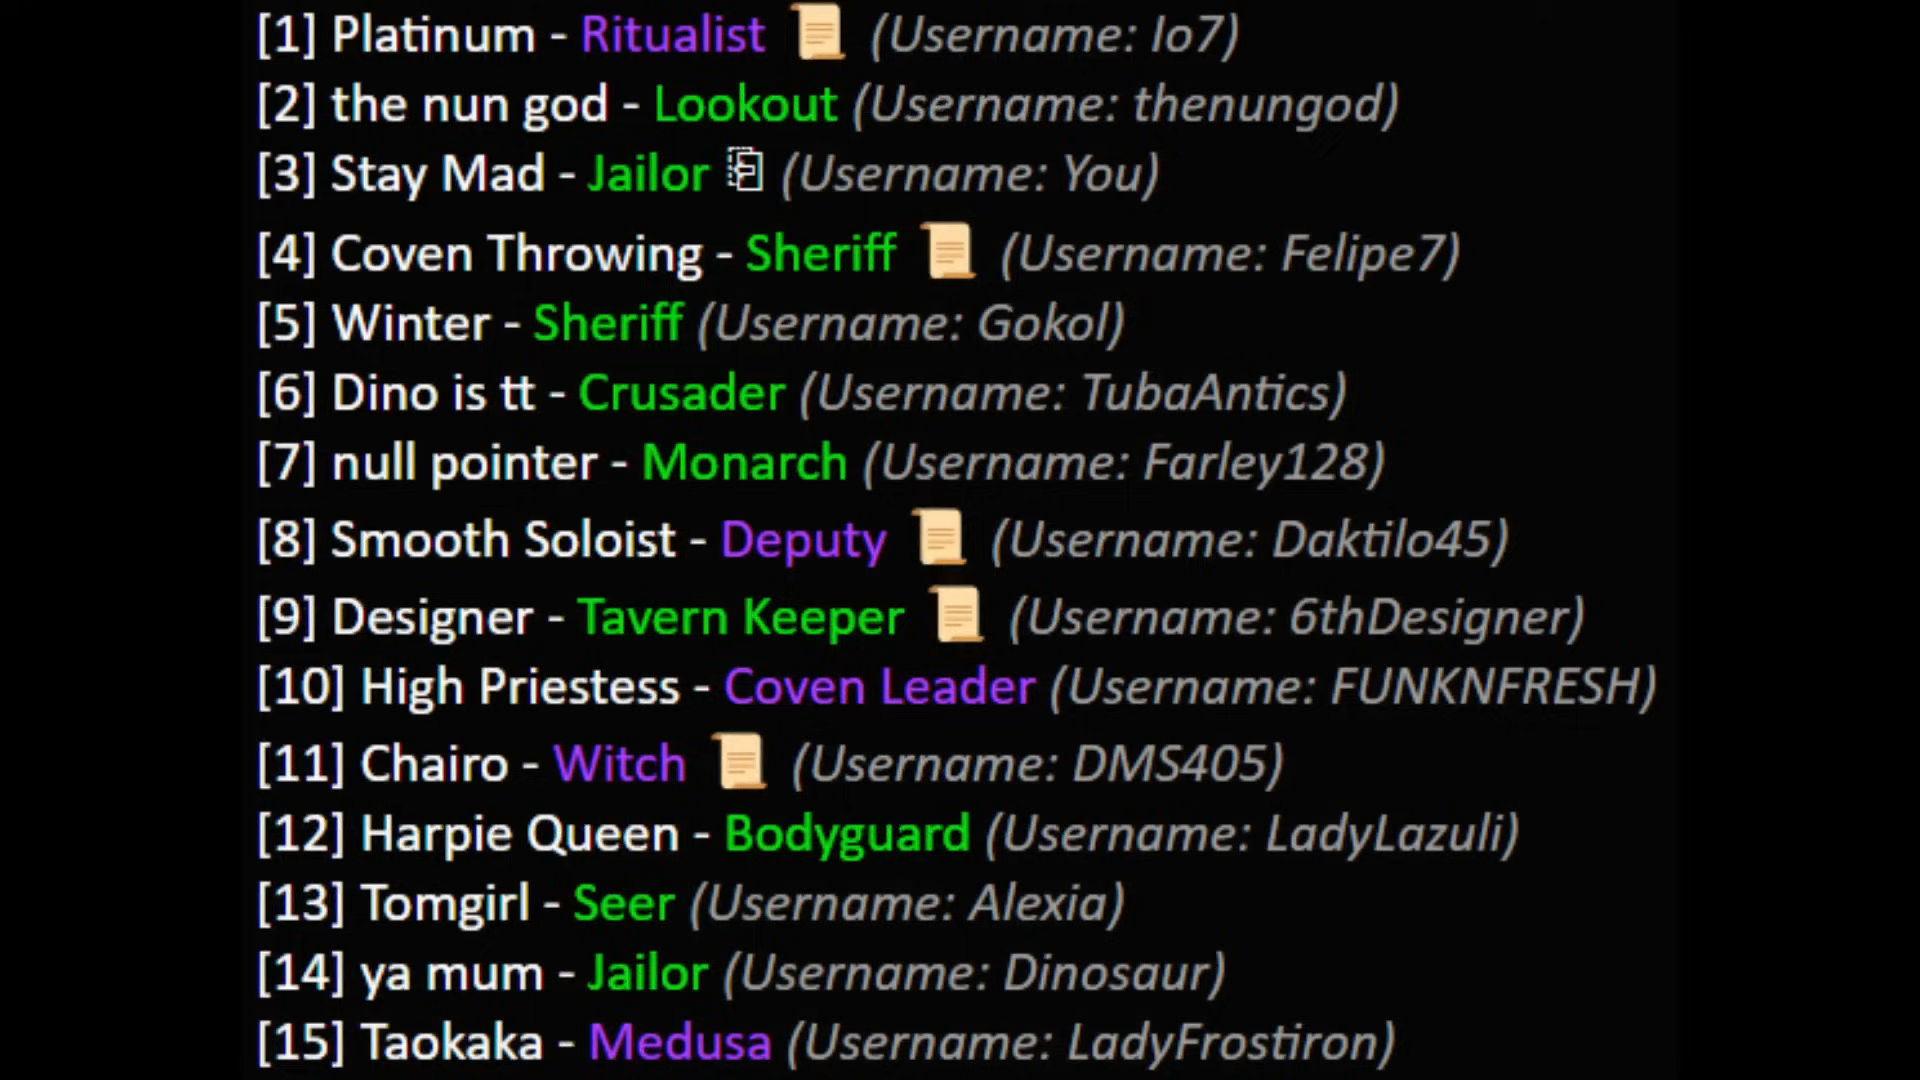 [1] Platinum - Ritualist 📜 (Username: Io7)
[2] the nun god - Lookout (Username: thenungod)
[3] Stay Mad - Jailor (Username: You)
[4] Coven Throwing - Sheriff 📜 (Username: Felipe7)
[5] Winter - Sheriff (Username: Gokol)
[6] Dino is tt - Crusader (Username: TubaAntics)
[7] null pointer - Monarch (Username: Farley128)
[8] Smooth Soloist - Deputy 📜 (Username: Daktilo45)
[9] Designer - Tavern Keeper 📜 (Username: 6thDesigner)
[10] High Priestess - Coven Leader (Username: FUNKNFRESH)
[11] Chairo - Witch 📜 (Username: DMS405)
[12] Harpie Queen - Bodyguard (Username: LadyLazuli)
[13] Tomgirl - Seer (Username: Alexia)
[14] ya mum - Jailor (Username: Dinosaur)
[15] Taokaka - Medusa (Username: LadyFrostiron)